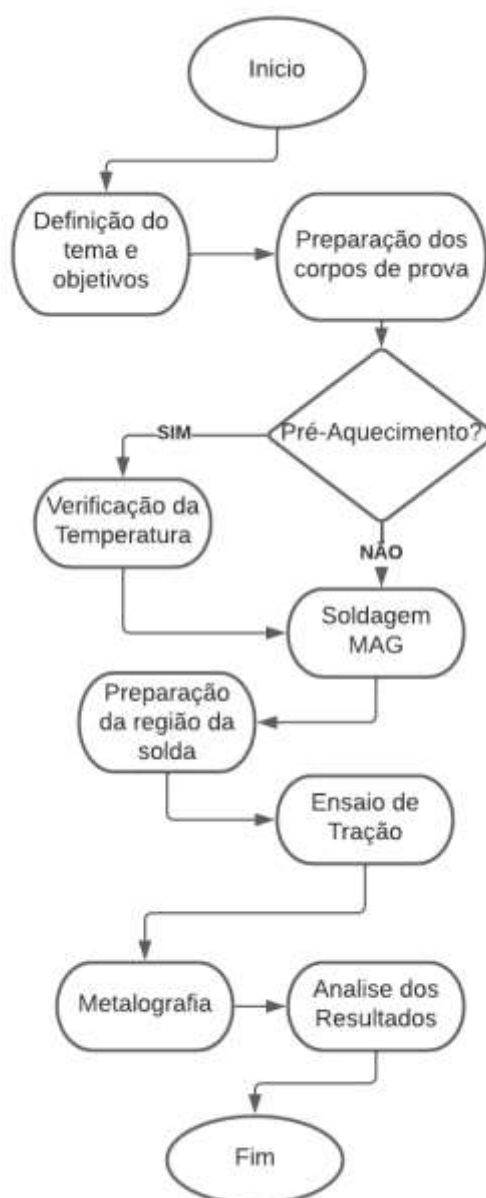 Inicio
Definição do
tema e
objetivos
Preparação dos
corpos de prova
Pré-Aquecimento?
SIM
Verificação da
Temperatura
NÃO
Soldagem
MAG
Preparação
da região da
solda
Ensaio de
Tração
Metalografia
Analise dos
Resultados
Fim